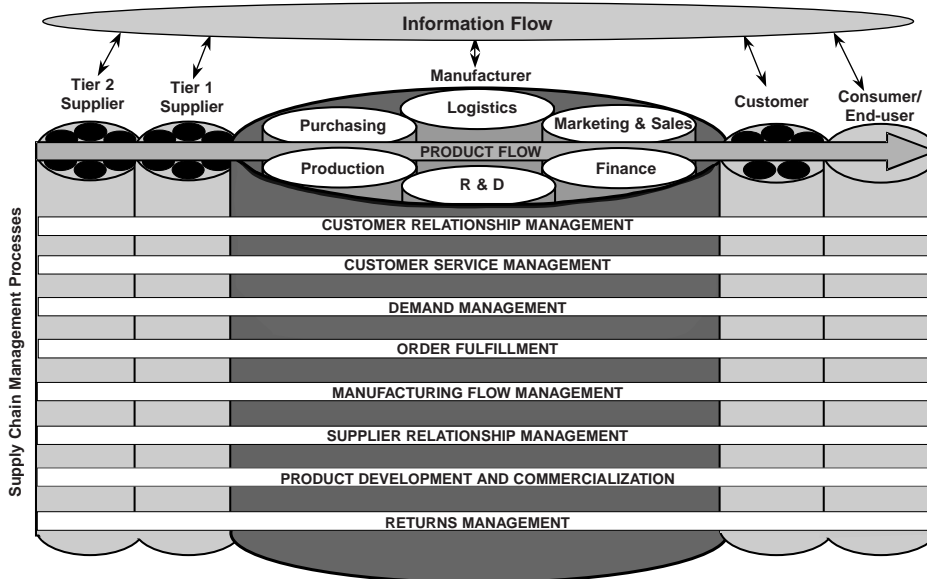 Information Flow
Tier 2
Supplier
Tier 1
Supplier
Manufacturer
Customer
Consumer/
End-user
Logistics
Purchasing
Marketing & Sales
PRODUCT FLOW
Production
R & D
Finance
Supply Chain Management Processes
CUSTOMER RELATIONSHIP MANAGEMENT
CUSTOMER SERVICE MANAGEMENT
DEMAND MANAGEMENT
ORDER FULFILLMENT
MANUFACTURING FLOW MANAGEMENT
SUPPLIER RELATIONSHIP MANAGEMENT
PRODUCT DEVELOPMENT AND COMMERCIALIZATION
RETURNS MANAGEMENT